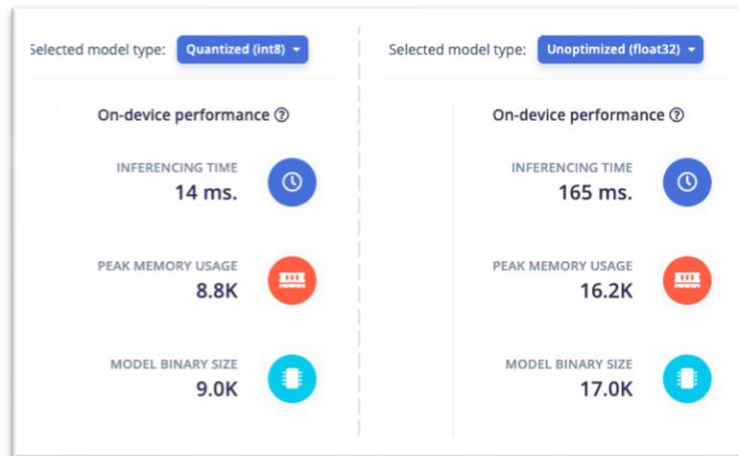 Selected model type: Quantized (int8)
On-device performance
INFERENCING TIME
14 ms.
PEAK MEMORY USAGE
8.8K
MODEL BINARY SIZE
9.0K
Selected model type: Unoptimized (float32)
On-device performance
INFERENCING TIME
165 ms.
PEAK MEMORY USAGE
16.2K
MODEL BINARY SIZE
17.0K